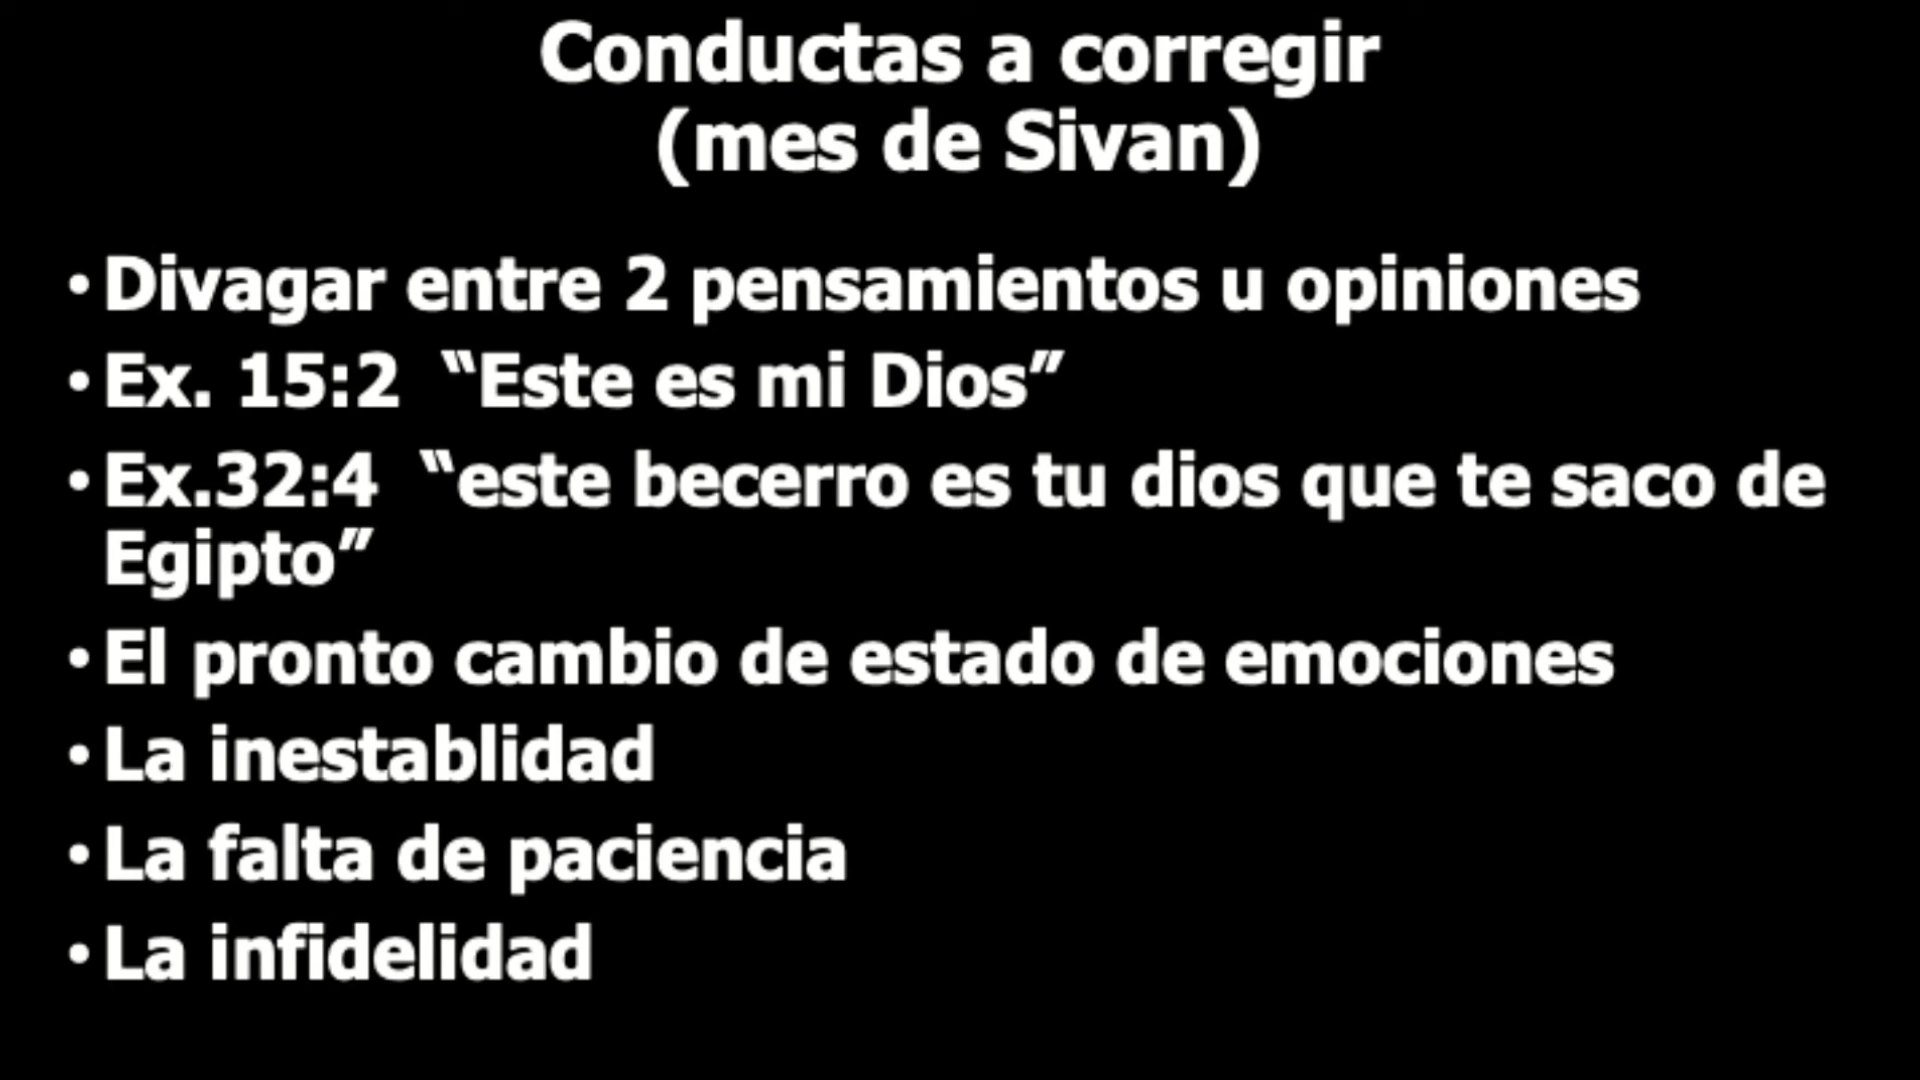 Conductas a corregir
(mes de Sivan)
• Divagar entre 2 pensamientos u opiniones
• Ex. 15:2  “Este es mi Dios”
• Ex.32:4  “este becerro es tu dios que te saco de
Egipto”
• El pronto cambio de estado de emociones
• La inestablidad
• La falta de paciencia
• La infidelidad